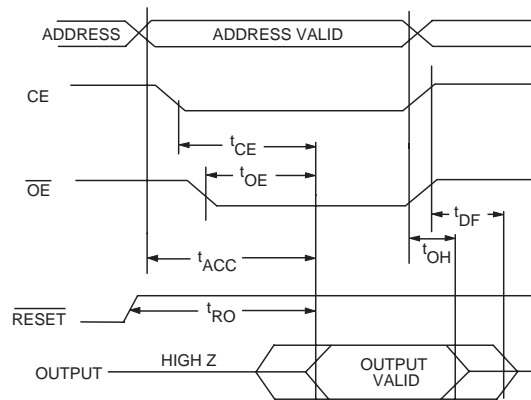 ADDRESS ADDRESS VALID
CE
tCE
tOE
OE
tDF
tOH
tACC
tRO
RESET
HIGH Z
OUTPUT OUTPUT VALID